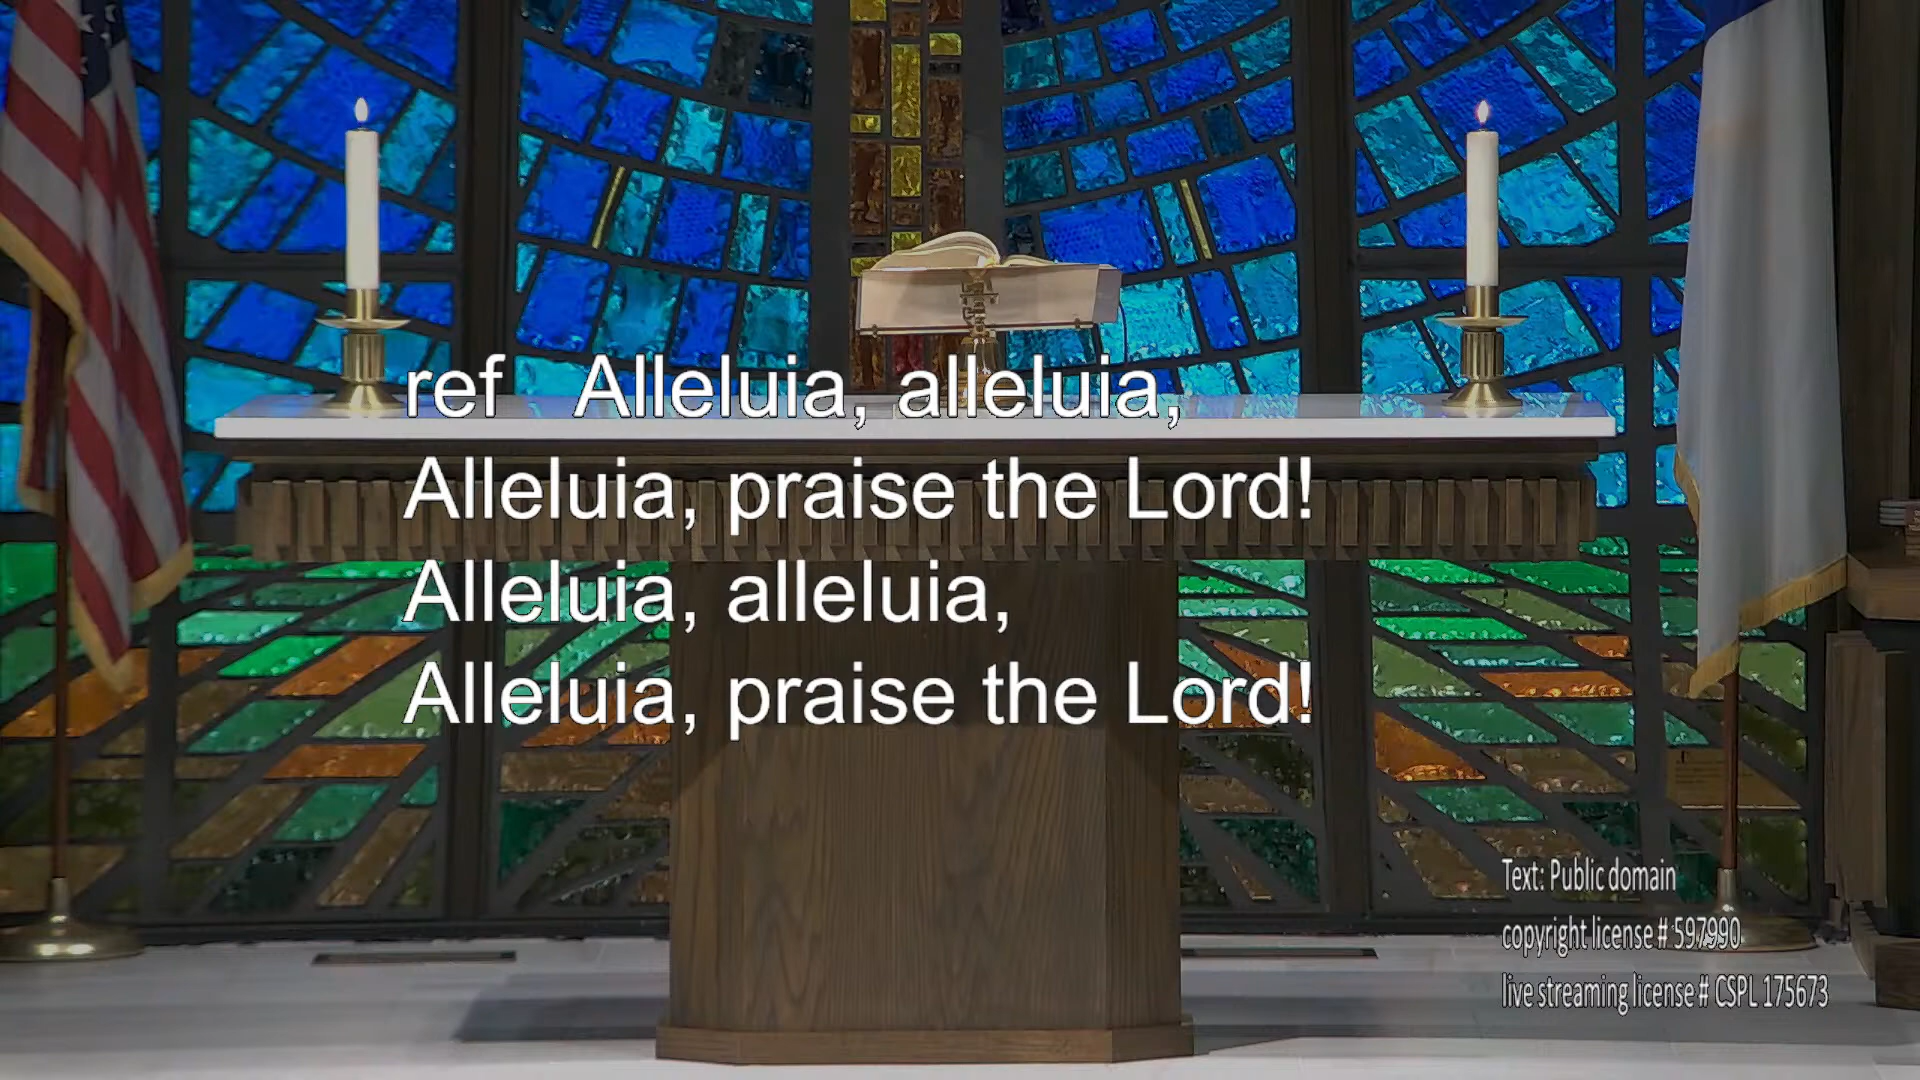 ref Alleluia, alleluia,
Alleluia, praise the Lord!
Alleluia, alleluia,
Alleluia, praise the Lord!
Text: Public domain
copyright license # 597990
live streaming license # CSPL 175673